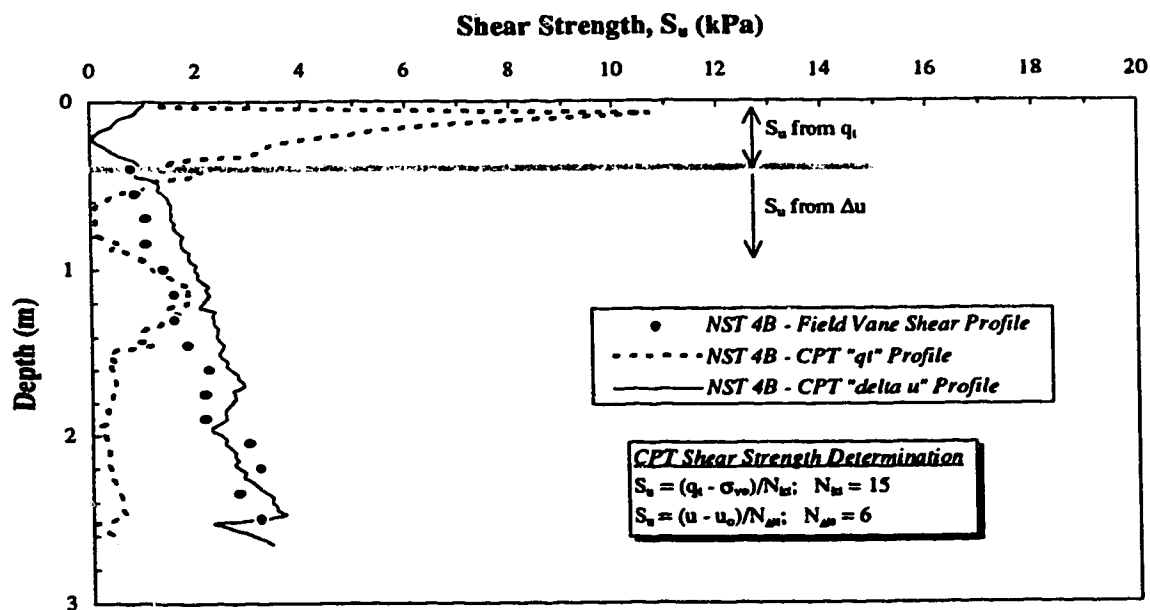 Shear Strength, Su (kPa)
0 2 4 6 8 10 12 14 16 18 20
0
Su from qt
Su from Δu
1
Depth (m)
NST 4B - Field Vane Shear Profile
NST 4B - CPT "qt" Profile
NST 4B - CPT "delta u" Profile
2
CPT Shear Strength Determination
Su = (qt - σvo)/Nkt; Nkt = 15
Su = (u - uo)/NΔu; NΔu = 6
3